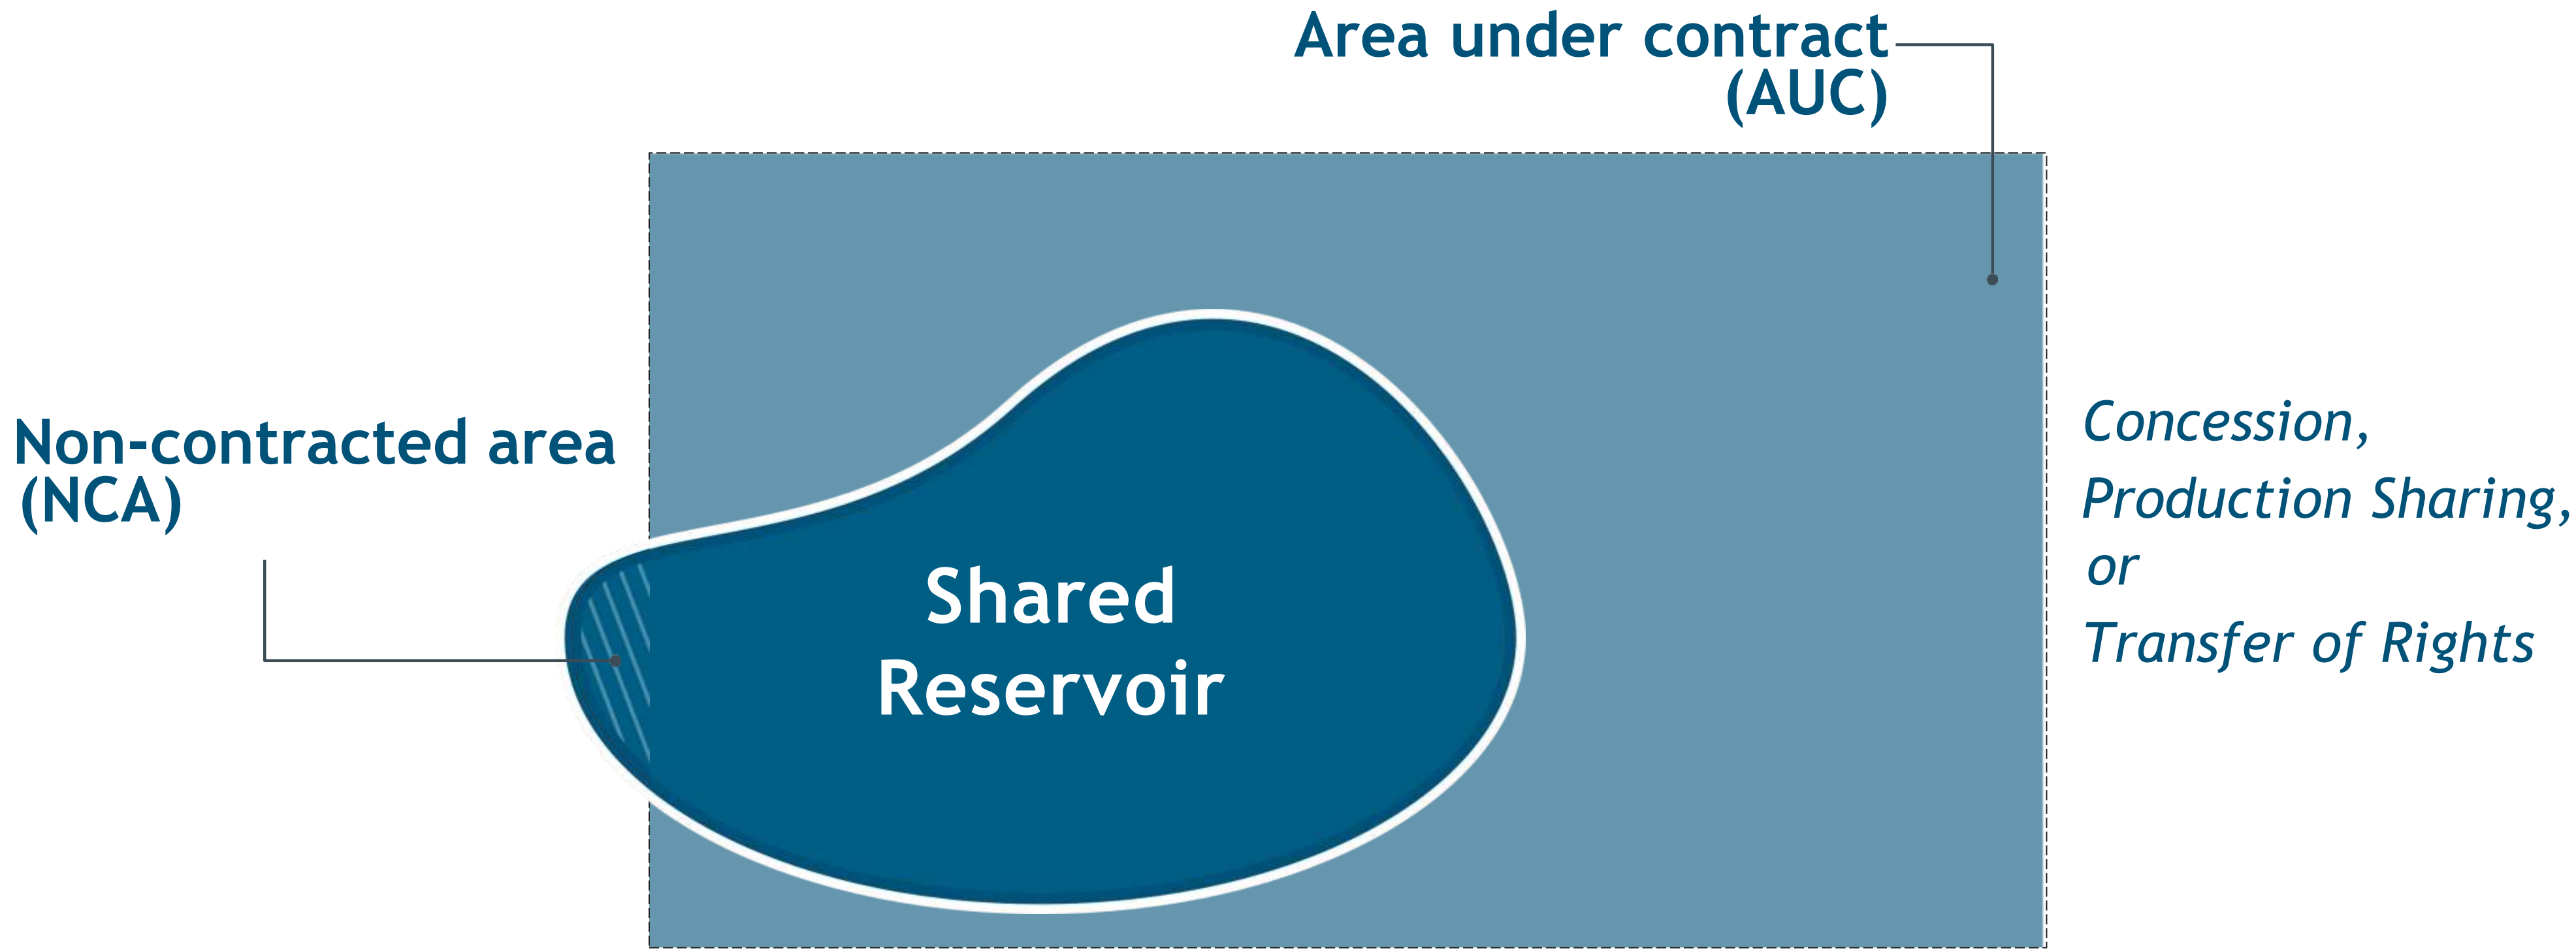 Area under contract
(AUC)
Non-contracted area
(NCA)
Shared
Reservoir
Concession,
Production Sharing,
or
Transfer of Rights